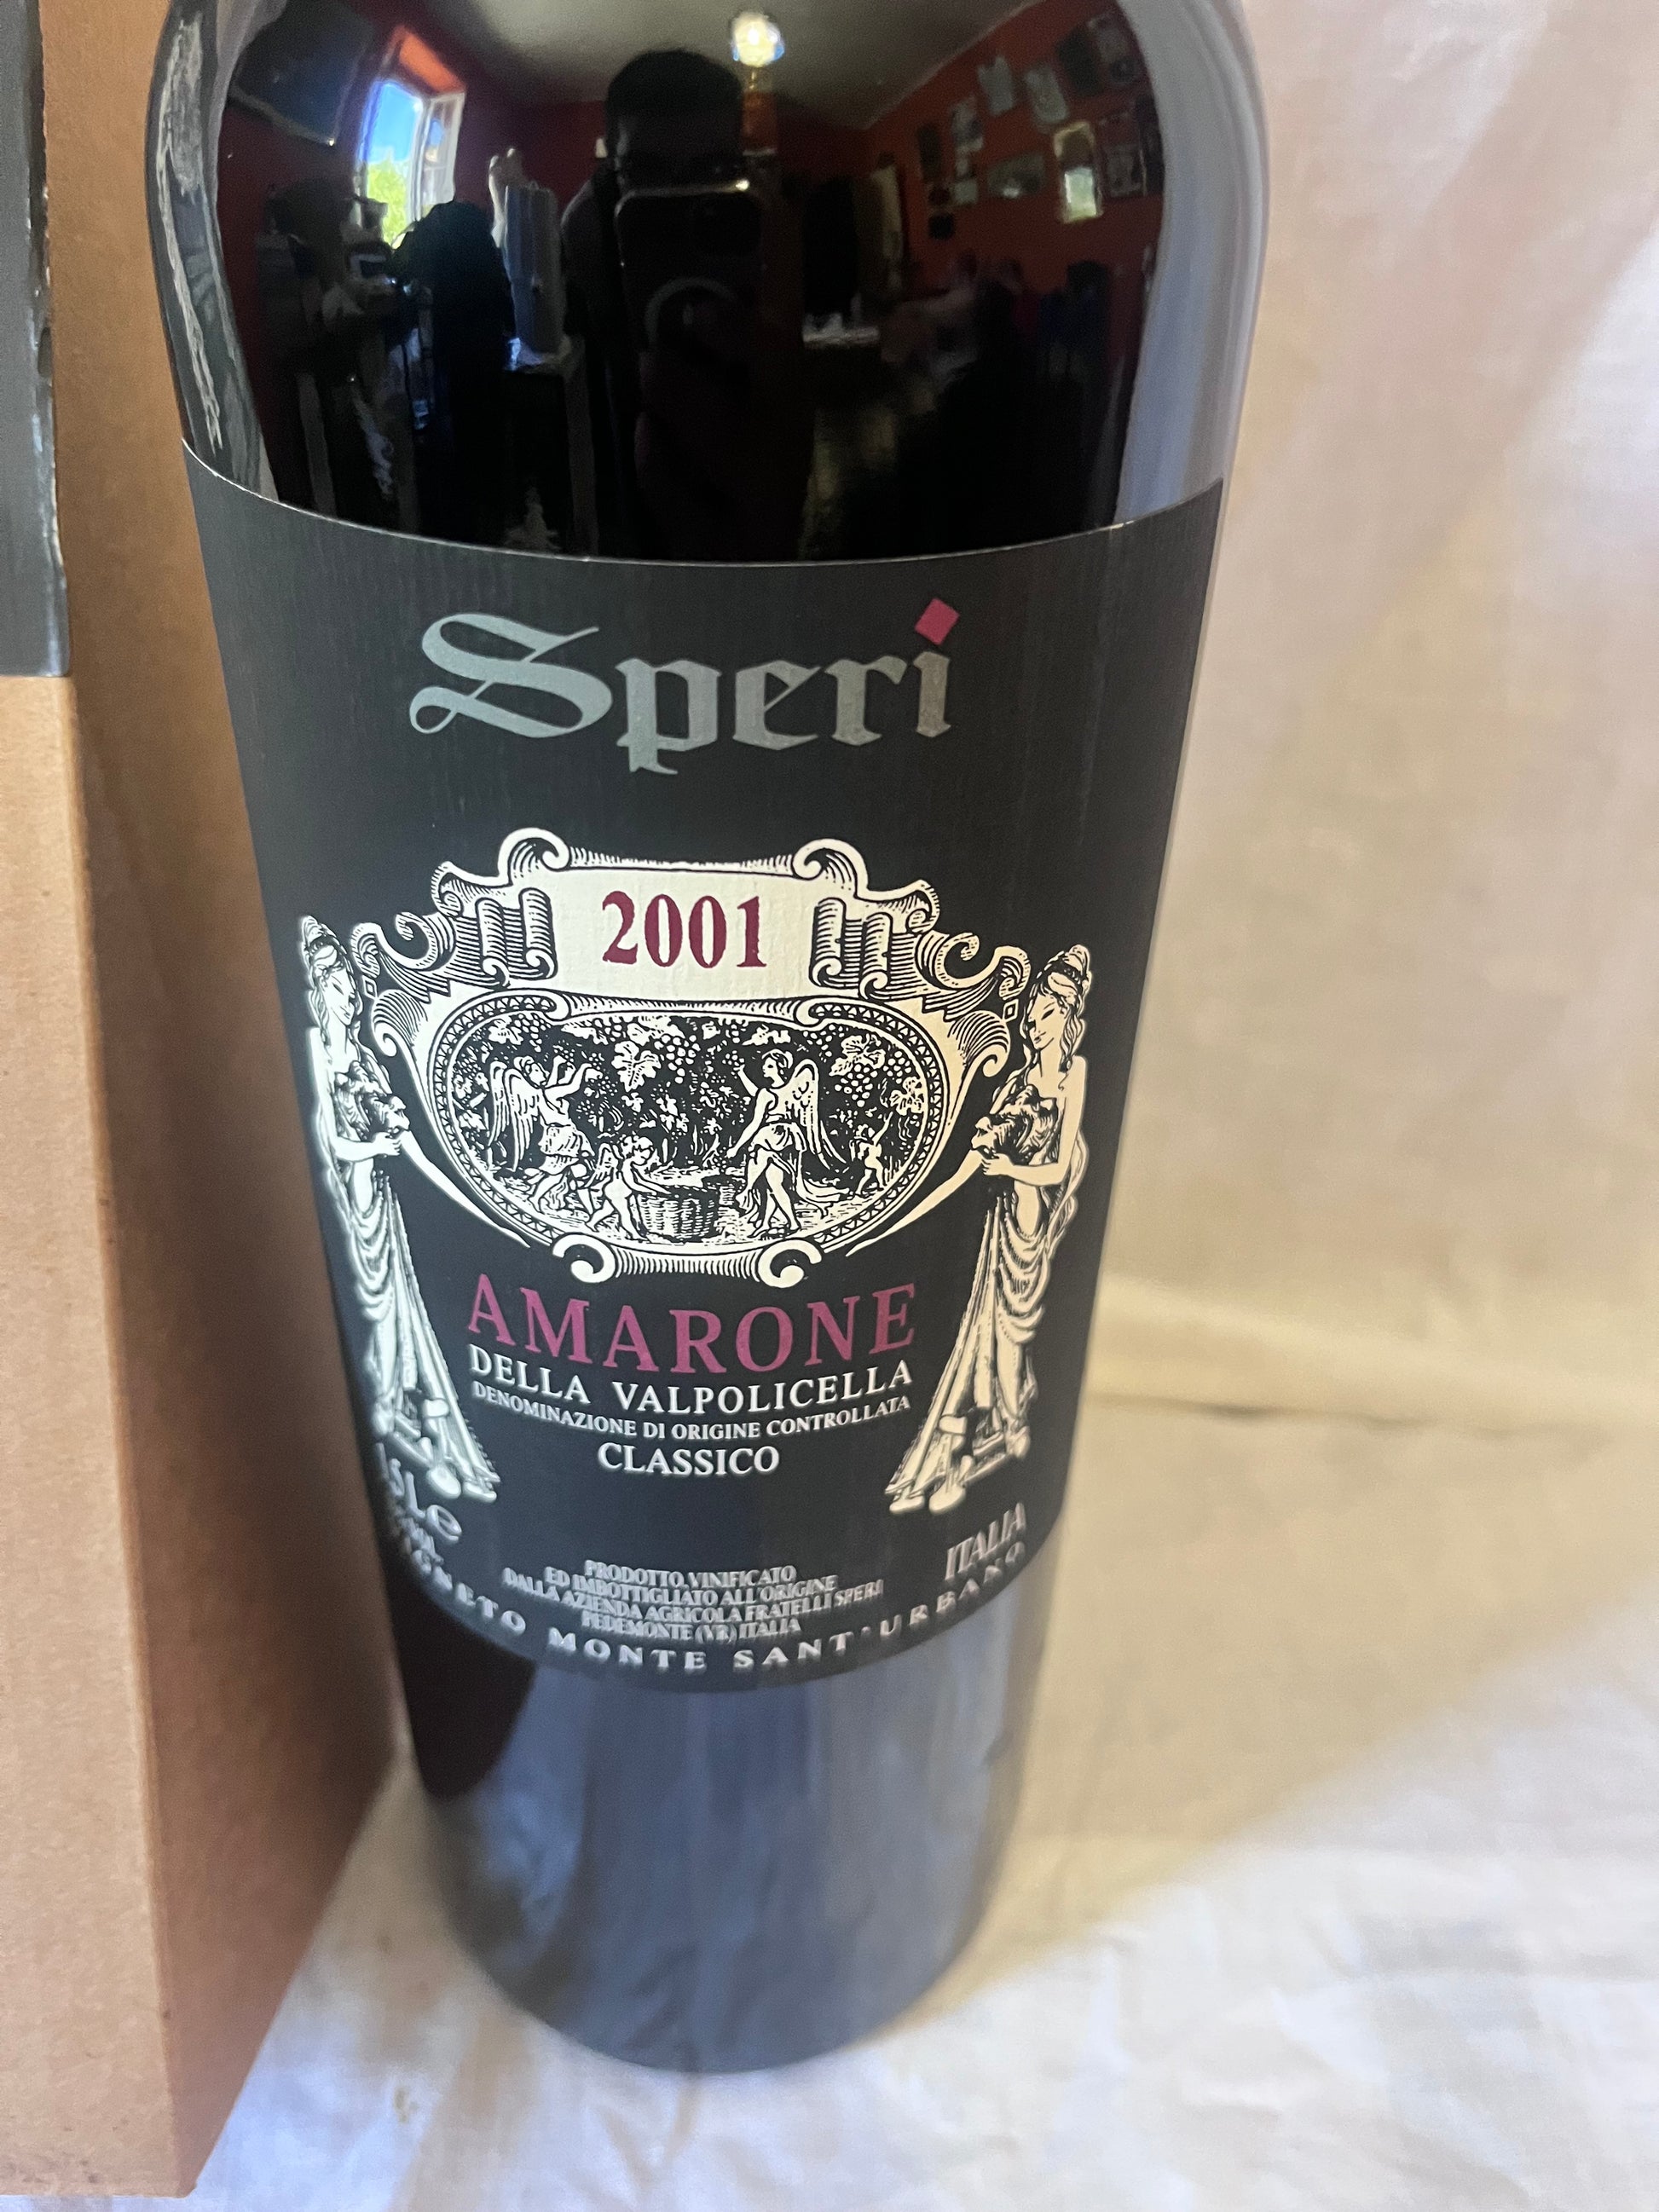 Speri
2001
AMARONE
DELLA VALPOLICELLA
DENOMINAZIONE DI ORIGINE CONTROLLATA
CLASSICO
ITALIA
PRODOTTO, VINIFICATO
ED IMBOTTIGLIATO ALL'ORIGINE
DALLA AZIENDA AGRICOLA FRATELLI SPERI
PEDEMONTE (VR) ITALIA
VIGNETO MONTE SANT'URBANO